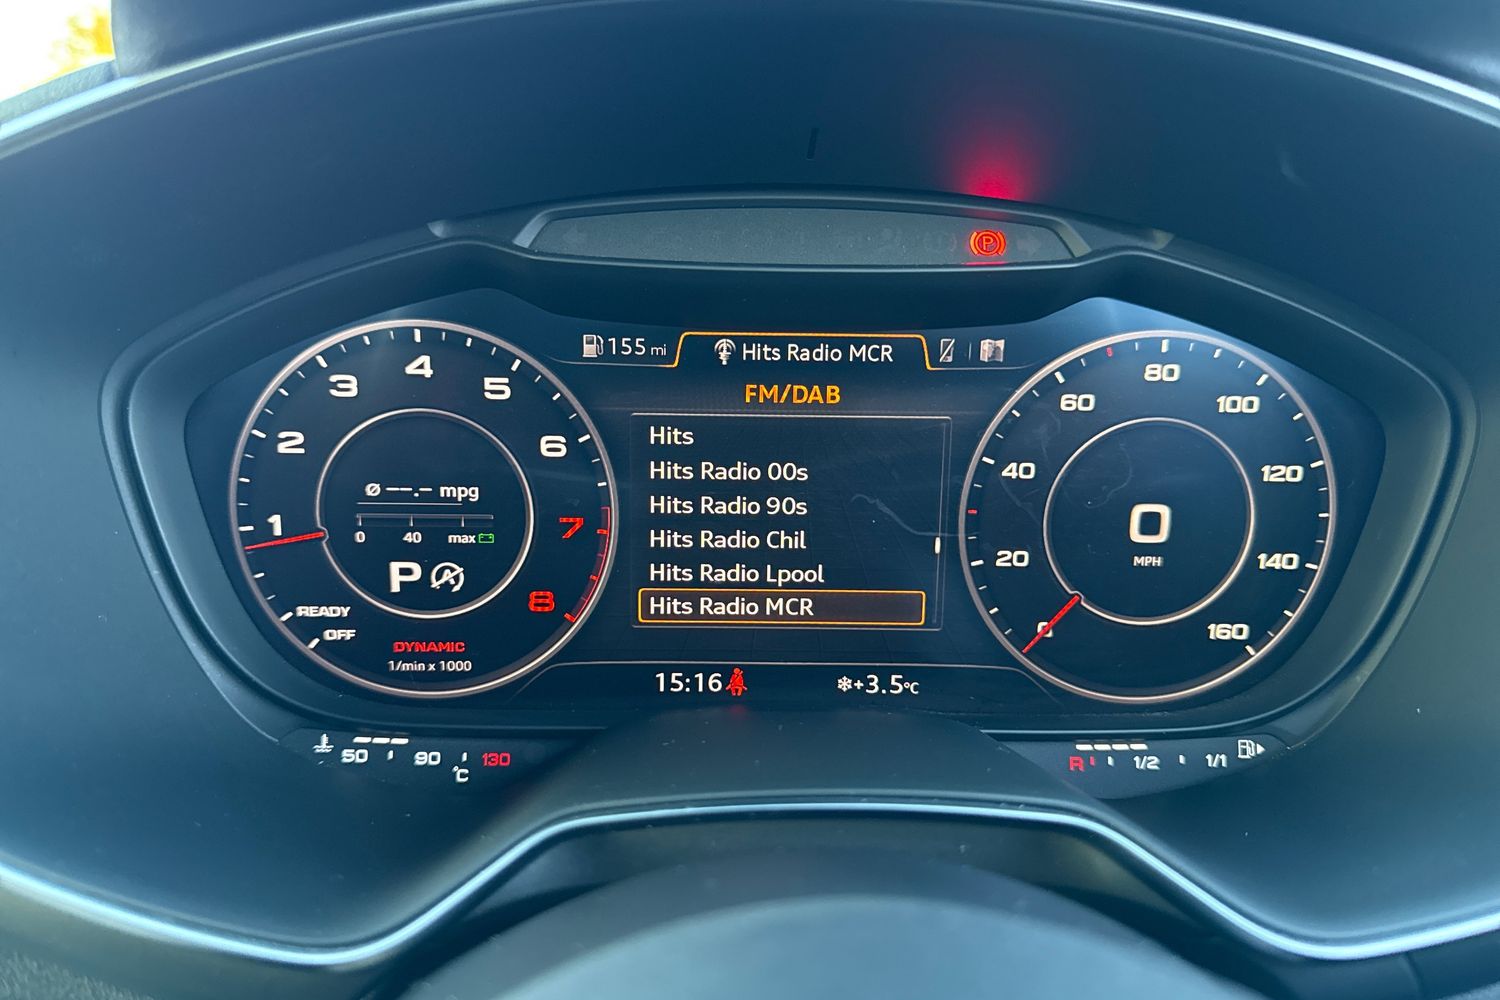 P
155 mi
Hits Radio MCR
FM/DAB
Hits
Hits Radio 00s
Hits Radio 90s
Hits Radio Chil
Hits Radio Lpool
Hits Radio MCR
15:16
+3.5°C
1
2
3
4
5
6
7
8
READY
OFF
Ø --.- mpg
0 40 max
P A
DYNAMIC
1/min x 1000
0
20
40
60
80
100
120
140
160
0
MPH
50 90 130
°C
R 1/2 1/1